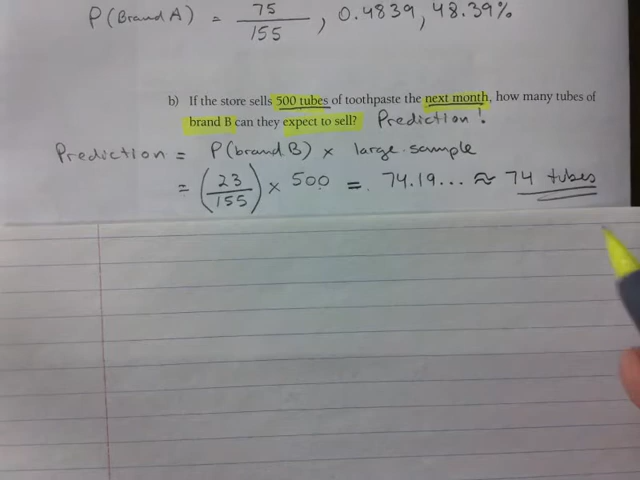 P(Brand A) = 75/155, 0.4839, 48.39%
b) If the store sells 500 tubes of toothpaste the next month, how many tubes of
brand B can they expect to sell? Prediction!
Prediction = P(brand B) × large sample
= (23/155) × 500 = 74.19... ≈ 74 tubes